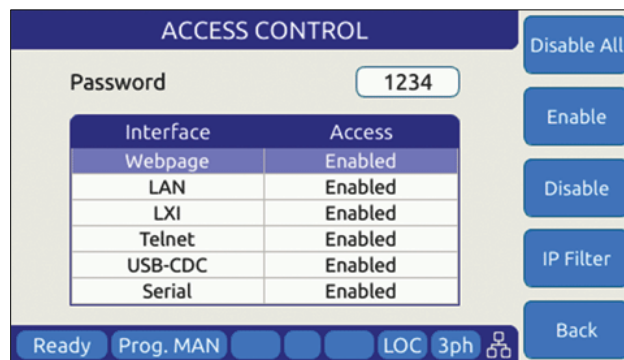 ACCESS CONTROL
Disable All
Password 1234
Enable
Interface Access
Webpage Enabled
LAN Enabled
Disable
LXI Enabled
Telnet Enabled
IP Filter
USB-CDC Enabled
Serial Enabled
Back
Ready Prog. MAN LOC 3ph